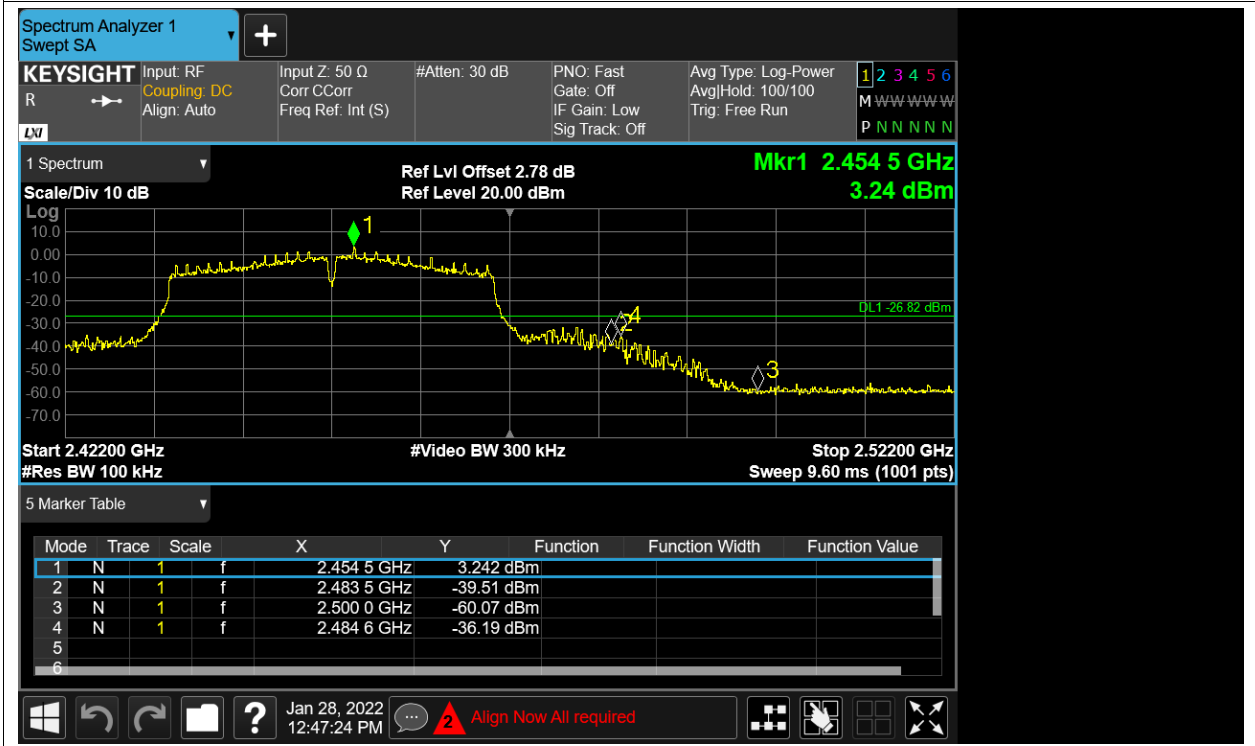 Spectrum Analyzer 1
Swept SA
+
KEYSIGHT Input: RF Input Z: 50 Ω #Atten: 30 dB PNO: Fast Avg Type: Log-Power 1 2 3 4 5 6
R Coupling: DC Corr CCorr Gate: Off Avg|Hold: 100/100 M W W W W W
Align: Auto Freq Ref: Int (S) IF Gain: Low Trig: Free Run
LXI Sig Track: Off P N N N N N
1 Spectrum Ref Lvl Offset 2.78 dB Mkr1 2.454 5 GHz
Scale/Div 10 dB Ref Level 20.00 dBm 3.24 dBm
Log
10.0
0.00
-10.0
-20.0
-30.0
-40.0
-50.0
-60.0
-70.0
1
DL1 -26.82 dBm
2
4
3
Start 2.42200 GHz #Video BW 300 kHz Stop 2.52200 GHz
#Res BW 100 kHz Sweep 9.60 ms (1001 pts)
5 Marker Table
Mode Trace Scale X Y Function Function Width Function Value
1 N 1 f 2.454 5 GHz 3.242 dBm
2 N 1 f 2.483 5 GHz -39.51 dBm
3 N 1 f 2.500 0 GHz -60.07 dBm
4 N 1 f 2.484 6 GHz -36.19 dBm
5
6
? Jan 28, 2022
12:47:24 PM 2 Align Now All required